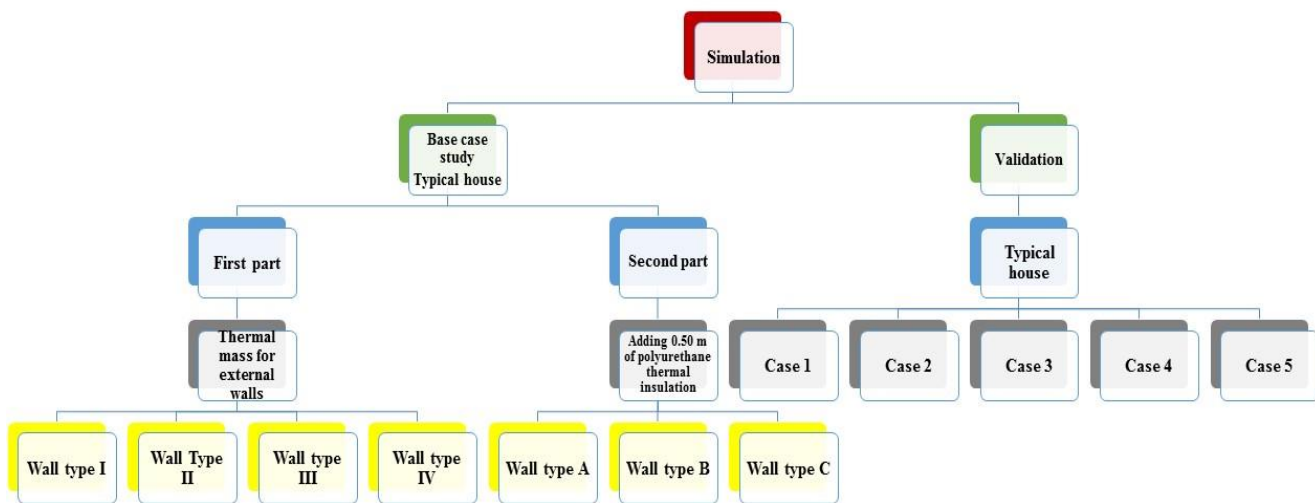 Simulation
Base case
study
Typical house
Validation
First part
Second part
Typical
house
Thermal
mass for
external
walls
Adding 0.50 m
of polyurethane
thermal
insulation
Case 1
Case 2
Case 3
Case 4
Case 5
Wall type I
Wall Type
II
Wall type
III
Wall type
IV
Wall type A
Wall type B
Wall type C